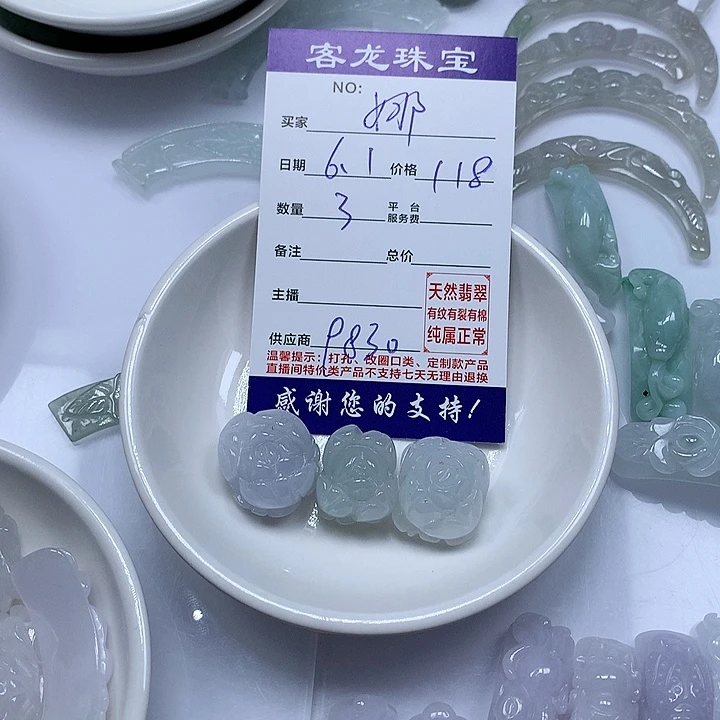 客龙珠宝
NO:
买家 娜
日期 6.1 价格 118
数量 3 平台服务费
备注 总价
主播
天然翡翠
有纹有裂有棉
纯属正常
供应商 P830
温馨提示：打孔、改圈口类、定制款产品
直播间特价类产品不支持七天无理由退换
感谢您的支持！